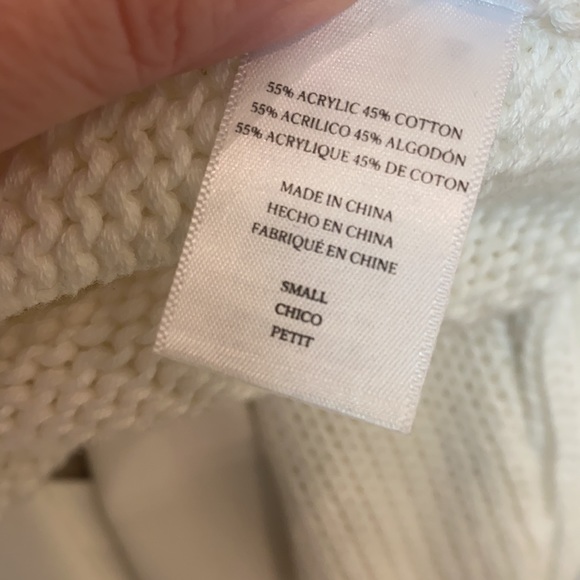 55% ACRYLIC 45% COTTON
55% ACRILICO 45% ALGODÓN
55% ACRYLIQUE 45% DE COTON
MADE IN CHINA
HECHO EN CHINA
FABRIQUÉ EN CHINE
SMALL
CHICO
PETIT